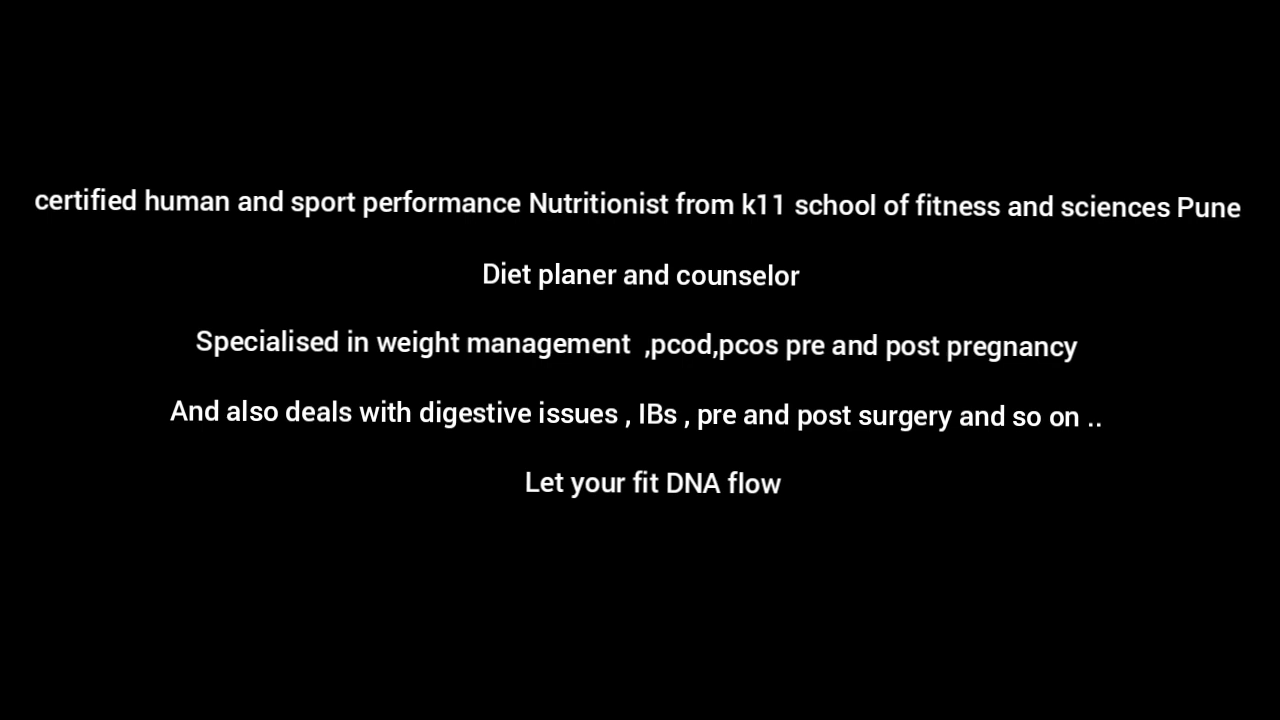 certified human and sport performance Nutritionist from k11 school of fitness and sciences Pune
Diet planer and counselor
Specialised in weight management ,pcod,pcos pre and post pregnancy
And also deals with digestive issues , IBs , pre and post surgery and so on ..
Let your fit DNA flow